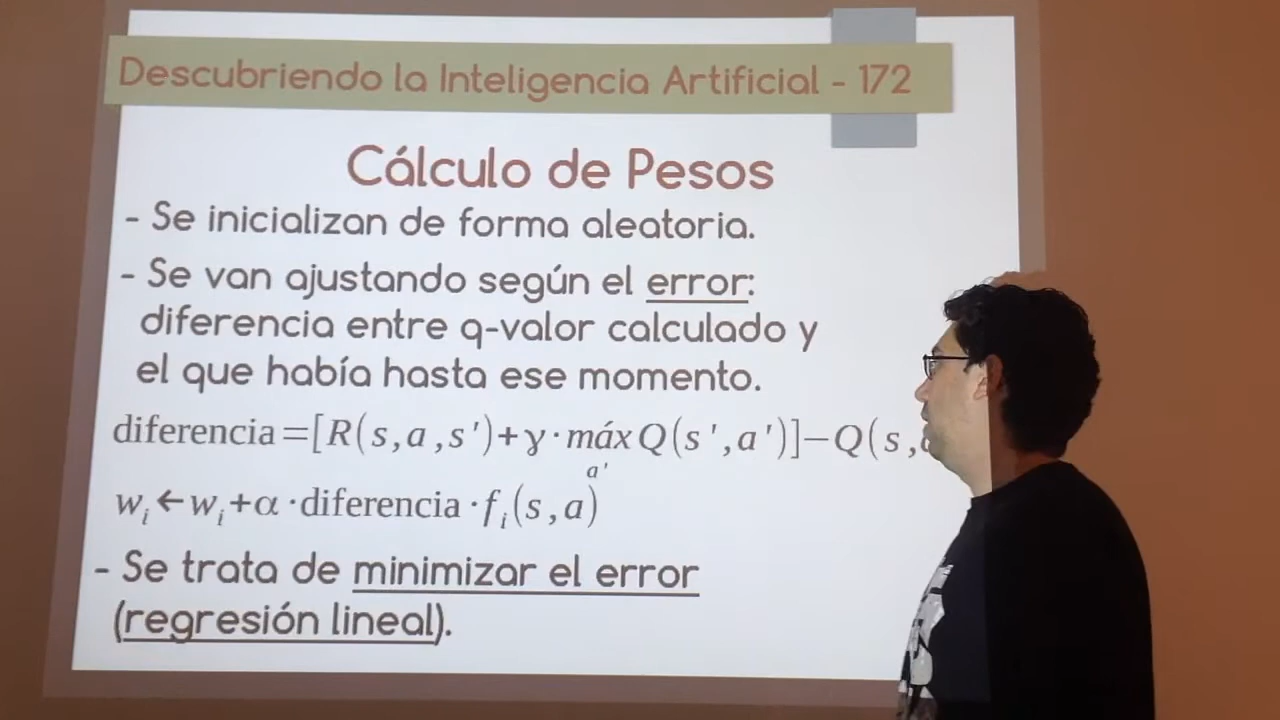 Descubriendo la Inteligencia Artificial - 172
Cálculo de Pesos
- Se inicializan de forma aleatoria.
- Se van ajustando según el error:
diferencia entre q-valor calculado y
el que había hasta ese momento.
diferencia=[R(s,a,s')+γ·máx Q(s',a')]−Q(s,
a'
wᵢ←wᵢ+α·diferencia·fᵢ(s,a)
- Se trata de minimizar el error
(regresión lineal).